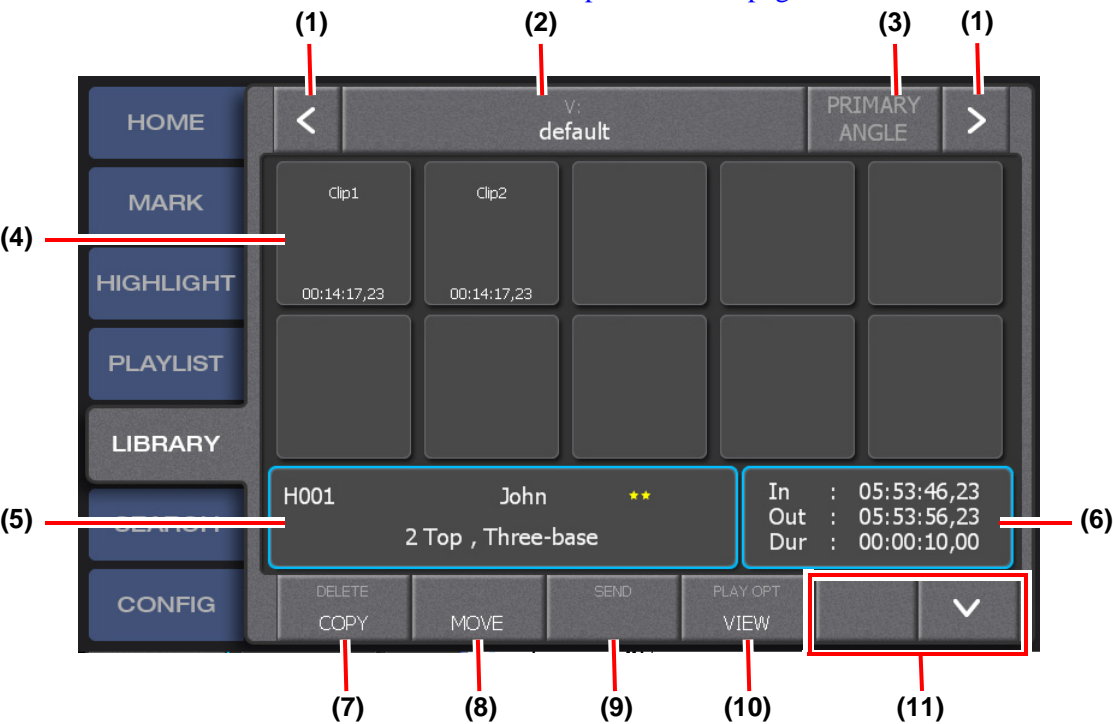 (1) (2) (3) (1)
HOME
MARK
HIGHLIGHT
PLAYLIST
LIBRARY
CONFIG
V:
default
PRIMARY
ANGLE
Clip1 Clip2
00:14:17,23 00:14:17,23
(4)
H001 John
2 Top , Three-base
(5)
In : 05:53:46,23
Out : 05:53:56,23
Dur : 00:00:10,00
(6)
DELETE
COPY
MOVE
SEND
PLAY OPT
VIEW
(7) (8) (9) (10) (11)